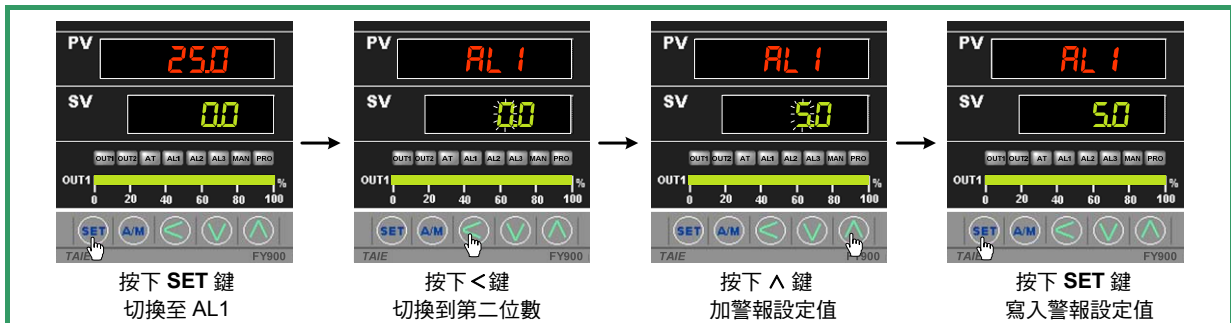 PV 25.0
SV 0.0
OUT1 OUT2 AT AL1 AL2 AL3 MAN PRO
OUT1 %
0 20 40 60 80 100
SET A/M < ∨ ∧
TAIE FY900
按下 SET 鍵
切換至 AL1
PV AL1
SV 0.0
OUT1 OUT2 AT AL1 AL2 AL3 MAN PRO
OUT1 %
0 20 40 60 80 100
SET A/M < ∨ ∧
TAIE FY900
按下 < 鍵
切換到第二位數
PV AL1
SV 5.0
OUT1 OUT2 AT AL1 AL2 AL3 MAN PRO
OUT1 %
0 20 40 60 80 100
SET A/M < ∨ ∧
TAIE FY900
按下 ∧ 鍵
加警報設定值
PV AL1
SV 5.0
OUT1 OUT2 AT AL1 AL2 AL3 MAN PRO
OUT1 %
0 20 40 60 80 100
SET A/M < ∨ ∧
TAIE FY900
按下 SET 鍵
寫入警報設定值